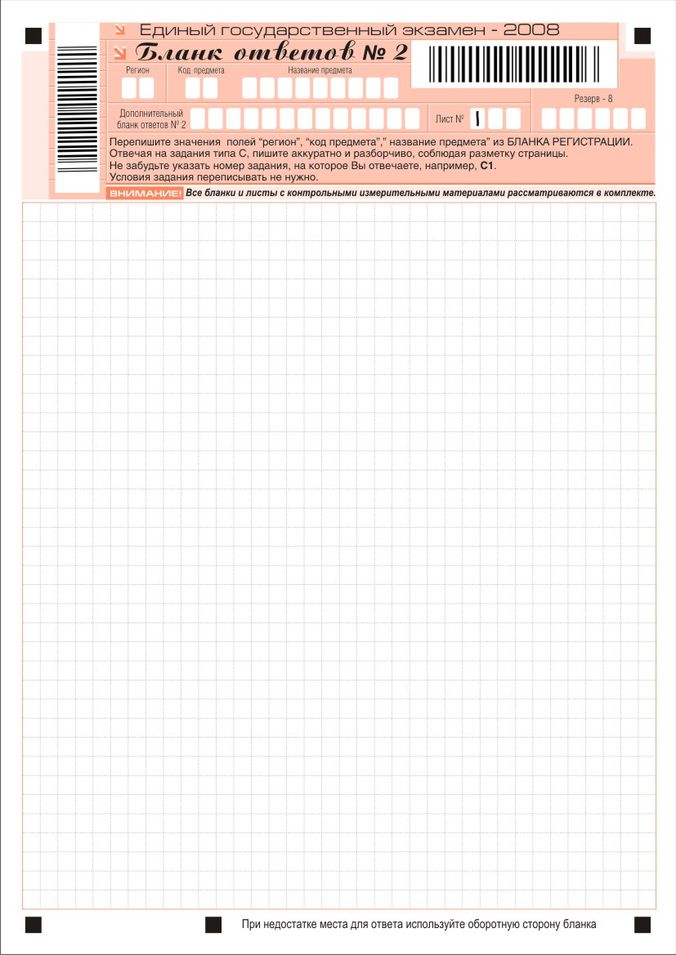 Единый государственный экзамен - 2008
Бланк ответов № 2
Регион Код предмета Название предмета
Резерв - 8
Дополнительный
бланк ответов № 2
Лист № 1
Перепишите значения полей “регион”, “код предмета”,” название предмета” из БЛАНКА РЕГИСТРАЦИИ.
Отвечая на задания типа С, пишите аккуратно и разборчиво, соблюдая разметку страницы.
Не забудьте указать номер задания, на которое Вы отвечаете, например, С1.
Условия задания переписывать не нужно.
ВНИМАНИЕ! Все бланки и листы с контрольными измерительными материалами рассматриваются в комплекте.
При недостатке места для ответа используйте оборотную сторону бланка